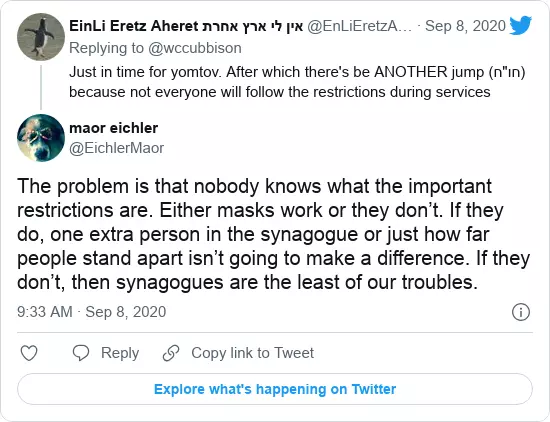 EinLi Eretz Aheret אין לי ארץ אחרת @EnLiEretzA… · Sep 8, 2020
Replying to @wccubbison
Just in time for yomtov. After which there's be ANOTHER jump (חו"ח)
because not everyone will follow the restrictions during services
maor eichler
@EichlerMaor
The problem is that nobody knows what the important
restrictions are. Either masks work or they don’t. If they
do, one extra person in the synagogue or just how far
people stand apart isn’t going to make a difference. If they
don’t, then synagogues are the least of our troubles.
9:33 AM · Sep 8, 2020
Reply
Copy link to Tweet
Explore what's happening on Twitter